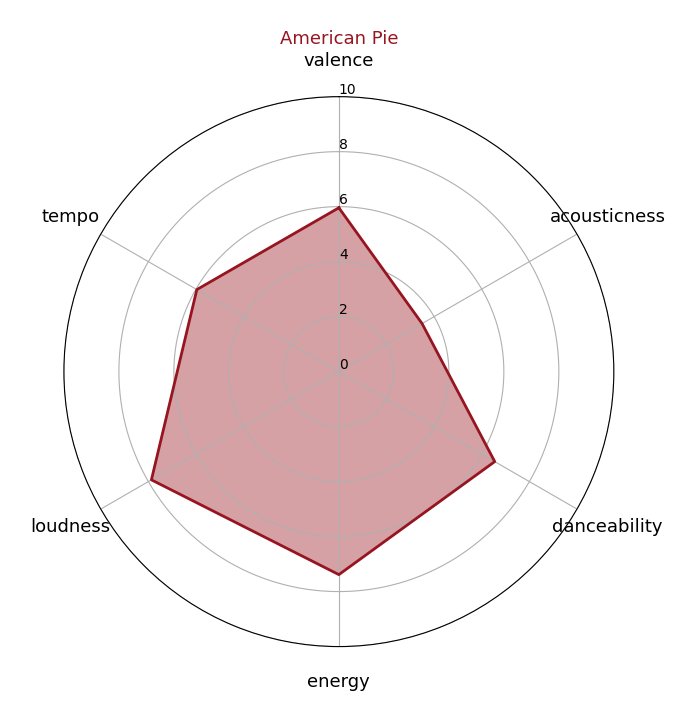 American Pie
valence
10
8
tempo
6
acousticness
4
2
0
loudness
danceability
energy